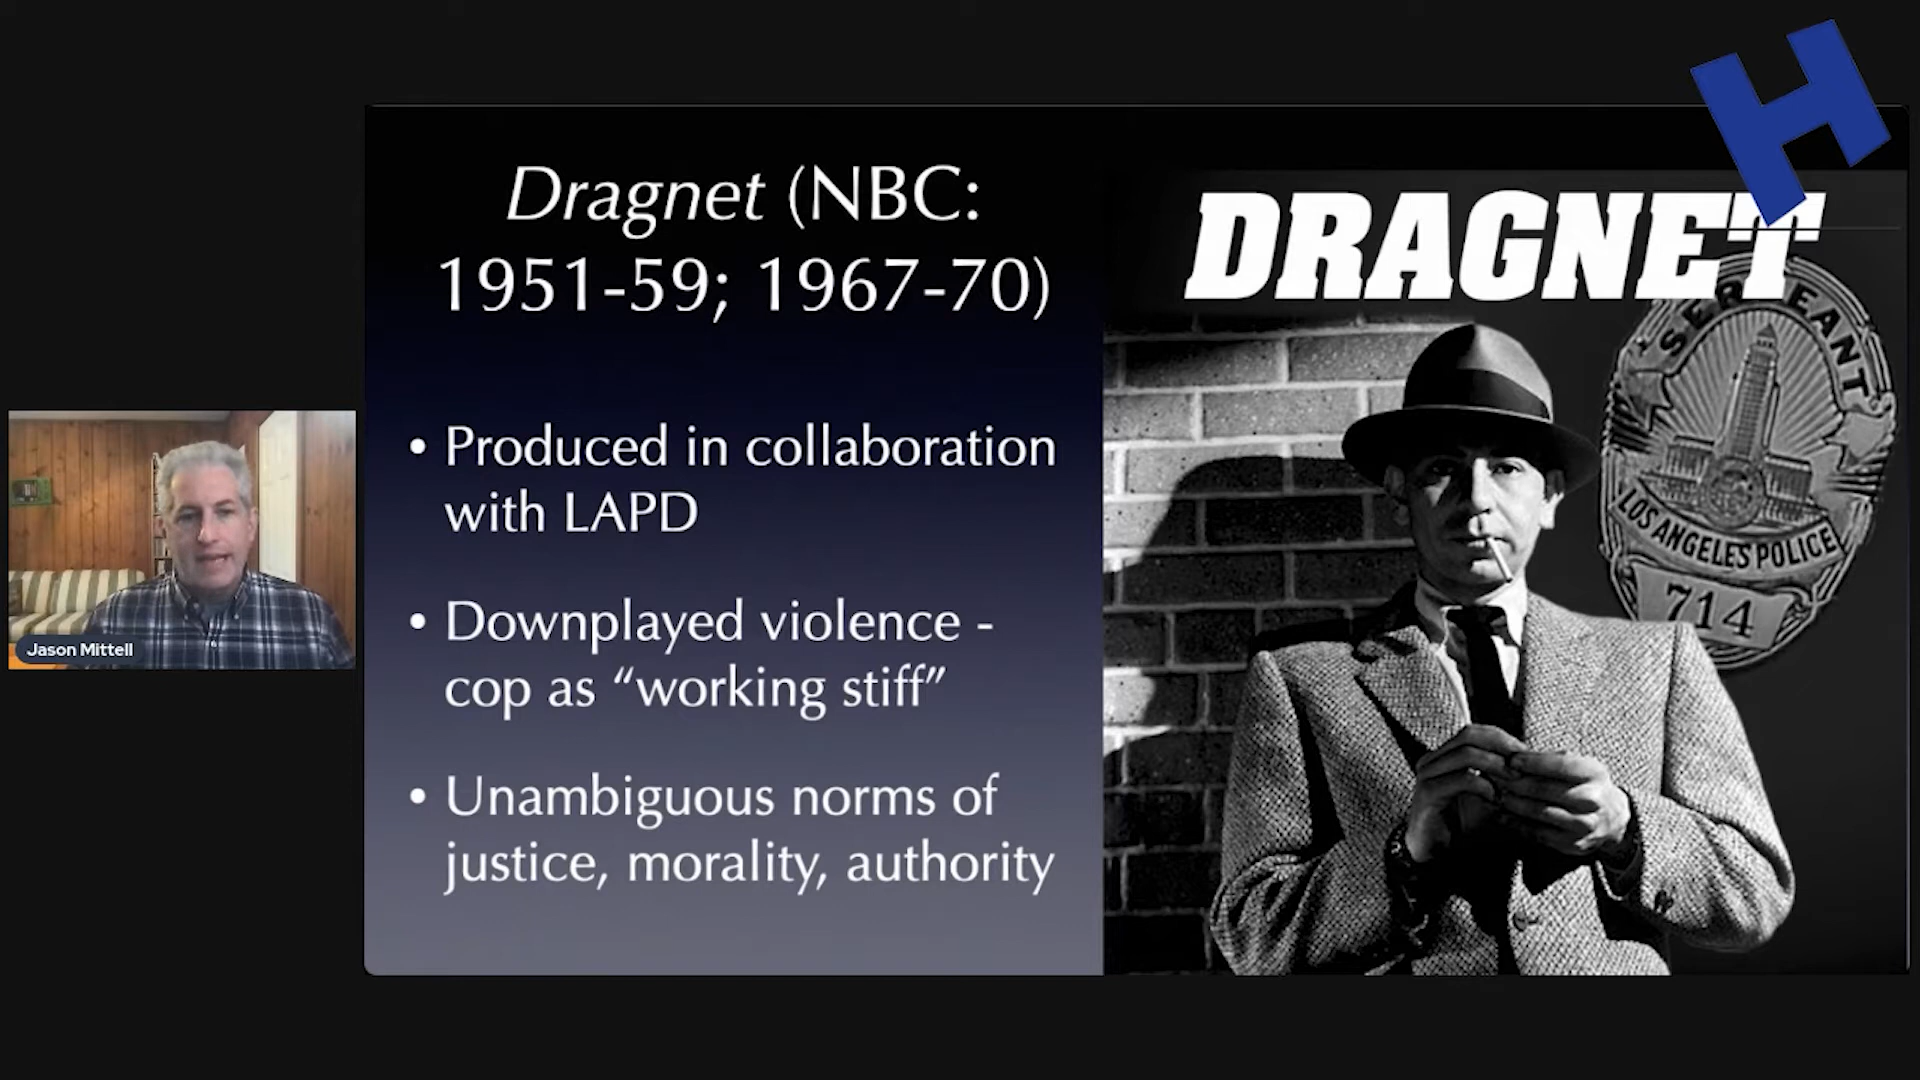 Dragnet (NBC:
1951-59; 1967-70)
• Produced in collaboration
with LAPD
• Downplayed violence -
cop as “working stiff”
• Unambiguous norms of
justice, morality, authority
DRAGNET
SERGEANT
LOS ANGELES POLICE
714
Jason Mittell
H